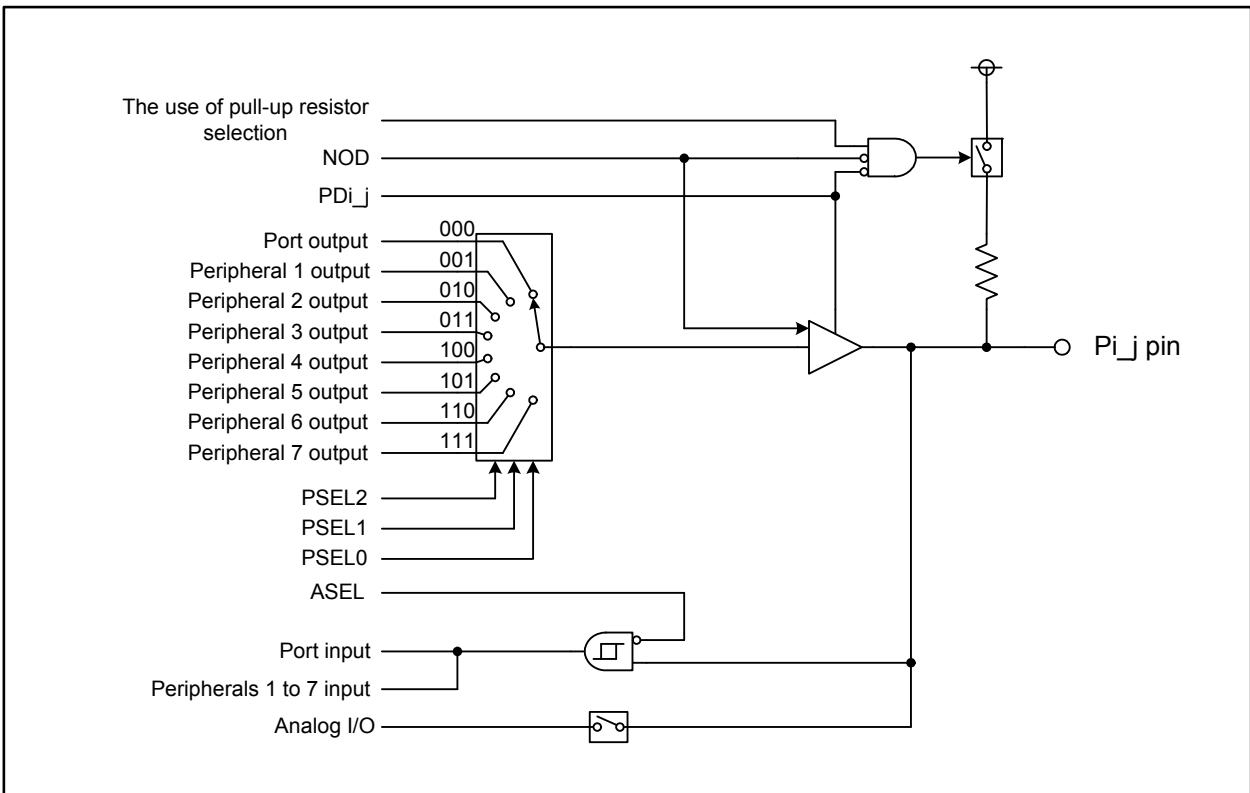 The use of pull-up resistor
selection
NOD
PDi_j
Port output 000
Peripheral 1 output 001
Peripheral 2 output 010
Peripheral 3 output 011
Peripheral 4 output 100
Peripheral 5 output 101
Peripheral 6 output 110
Peripheral 7 output 111
Pi_j pin
PSEL2
PSEL1
PSEL0
ASEL
Port input
Peripherals 1 to 7 input
Analog I/O